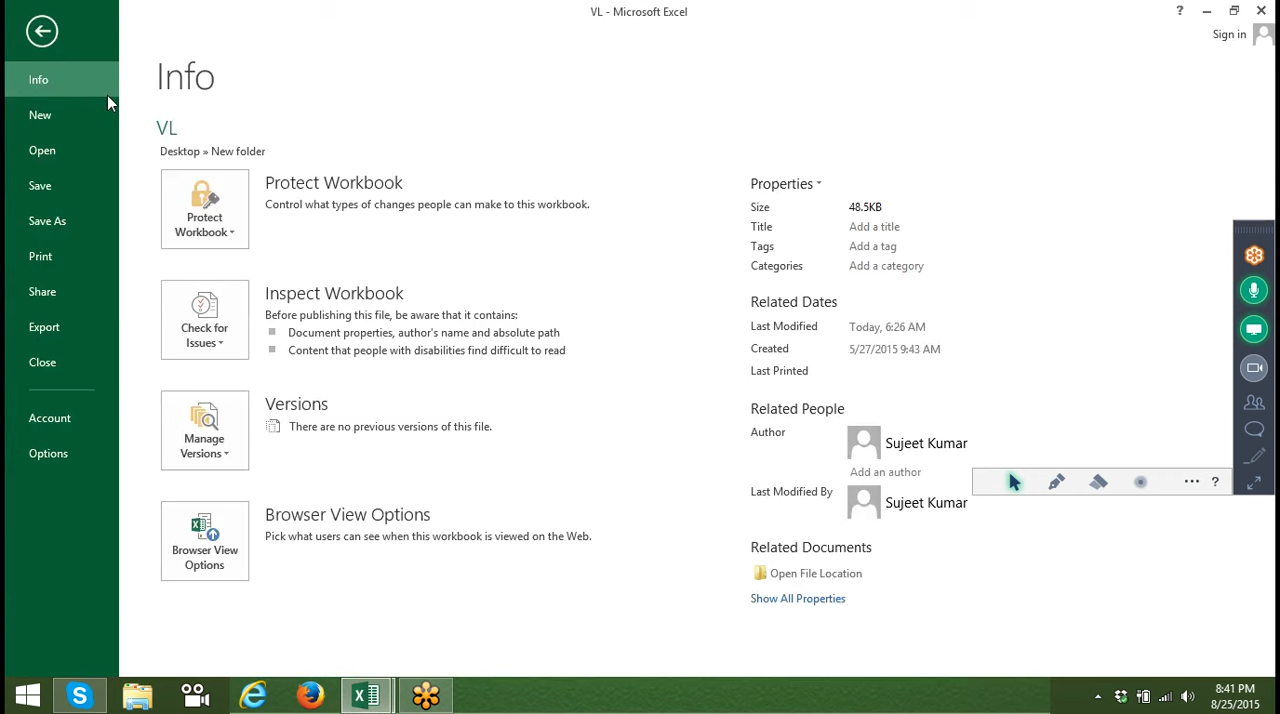 VL - Microsoft Excel
?
Sign in
Info
New
Open
Save
Save As
Print
Share
Export
Close
Account
Options
Info
VL
Desktop » New folder
Protect Workbook
Protect Workbook
Control what types of changes people can make to this workbook.
Check for Issues
Inspect Workbook
Before publishing this file, be aware that it contains:
Document properties, author's name and absolute path
Content that people with disabilities find difficult to read
Manage Versions
Versions
There are no previous versions of this file.
Browser View Options
Browser View Options
Pick what users can see when this workbook is viewed on the Web.
Properties
Size 48.5KB
Title Add a title
Tags Add a tag
Categories Add a category
Related Dates
Last Modified Today, 6:26 AM
Created 5/27/2015 9:43 AM
Last Printed
Related People
Author Sujeet Kumar
Add an author
Last Modified By Sujeet Kumar
Related Documents
Open File Location
Show All Properties
?
8:41 PM
8/25/2015